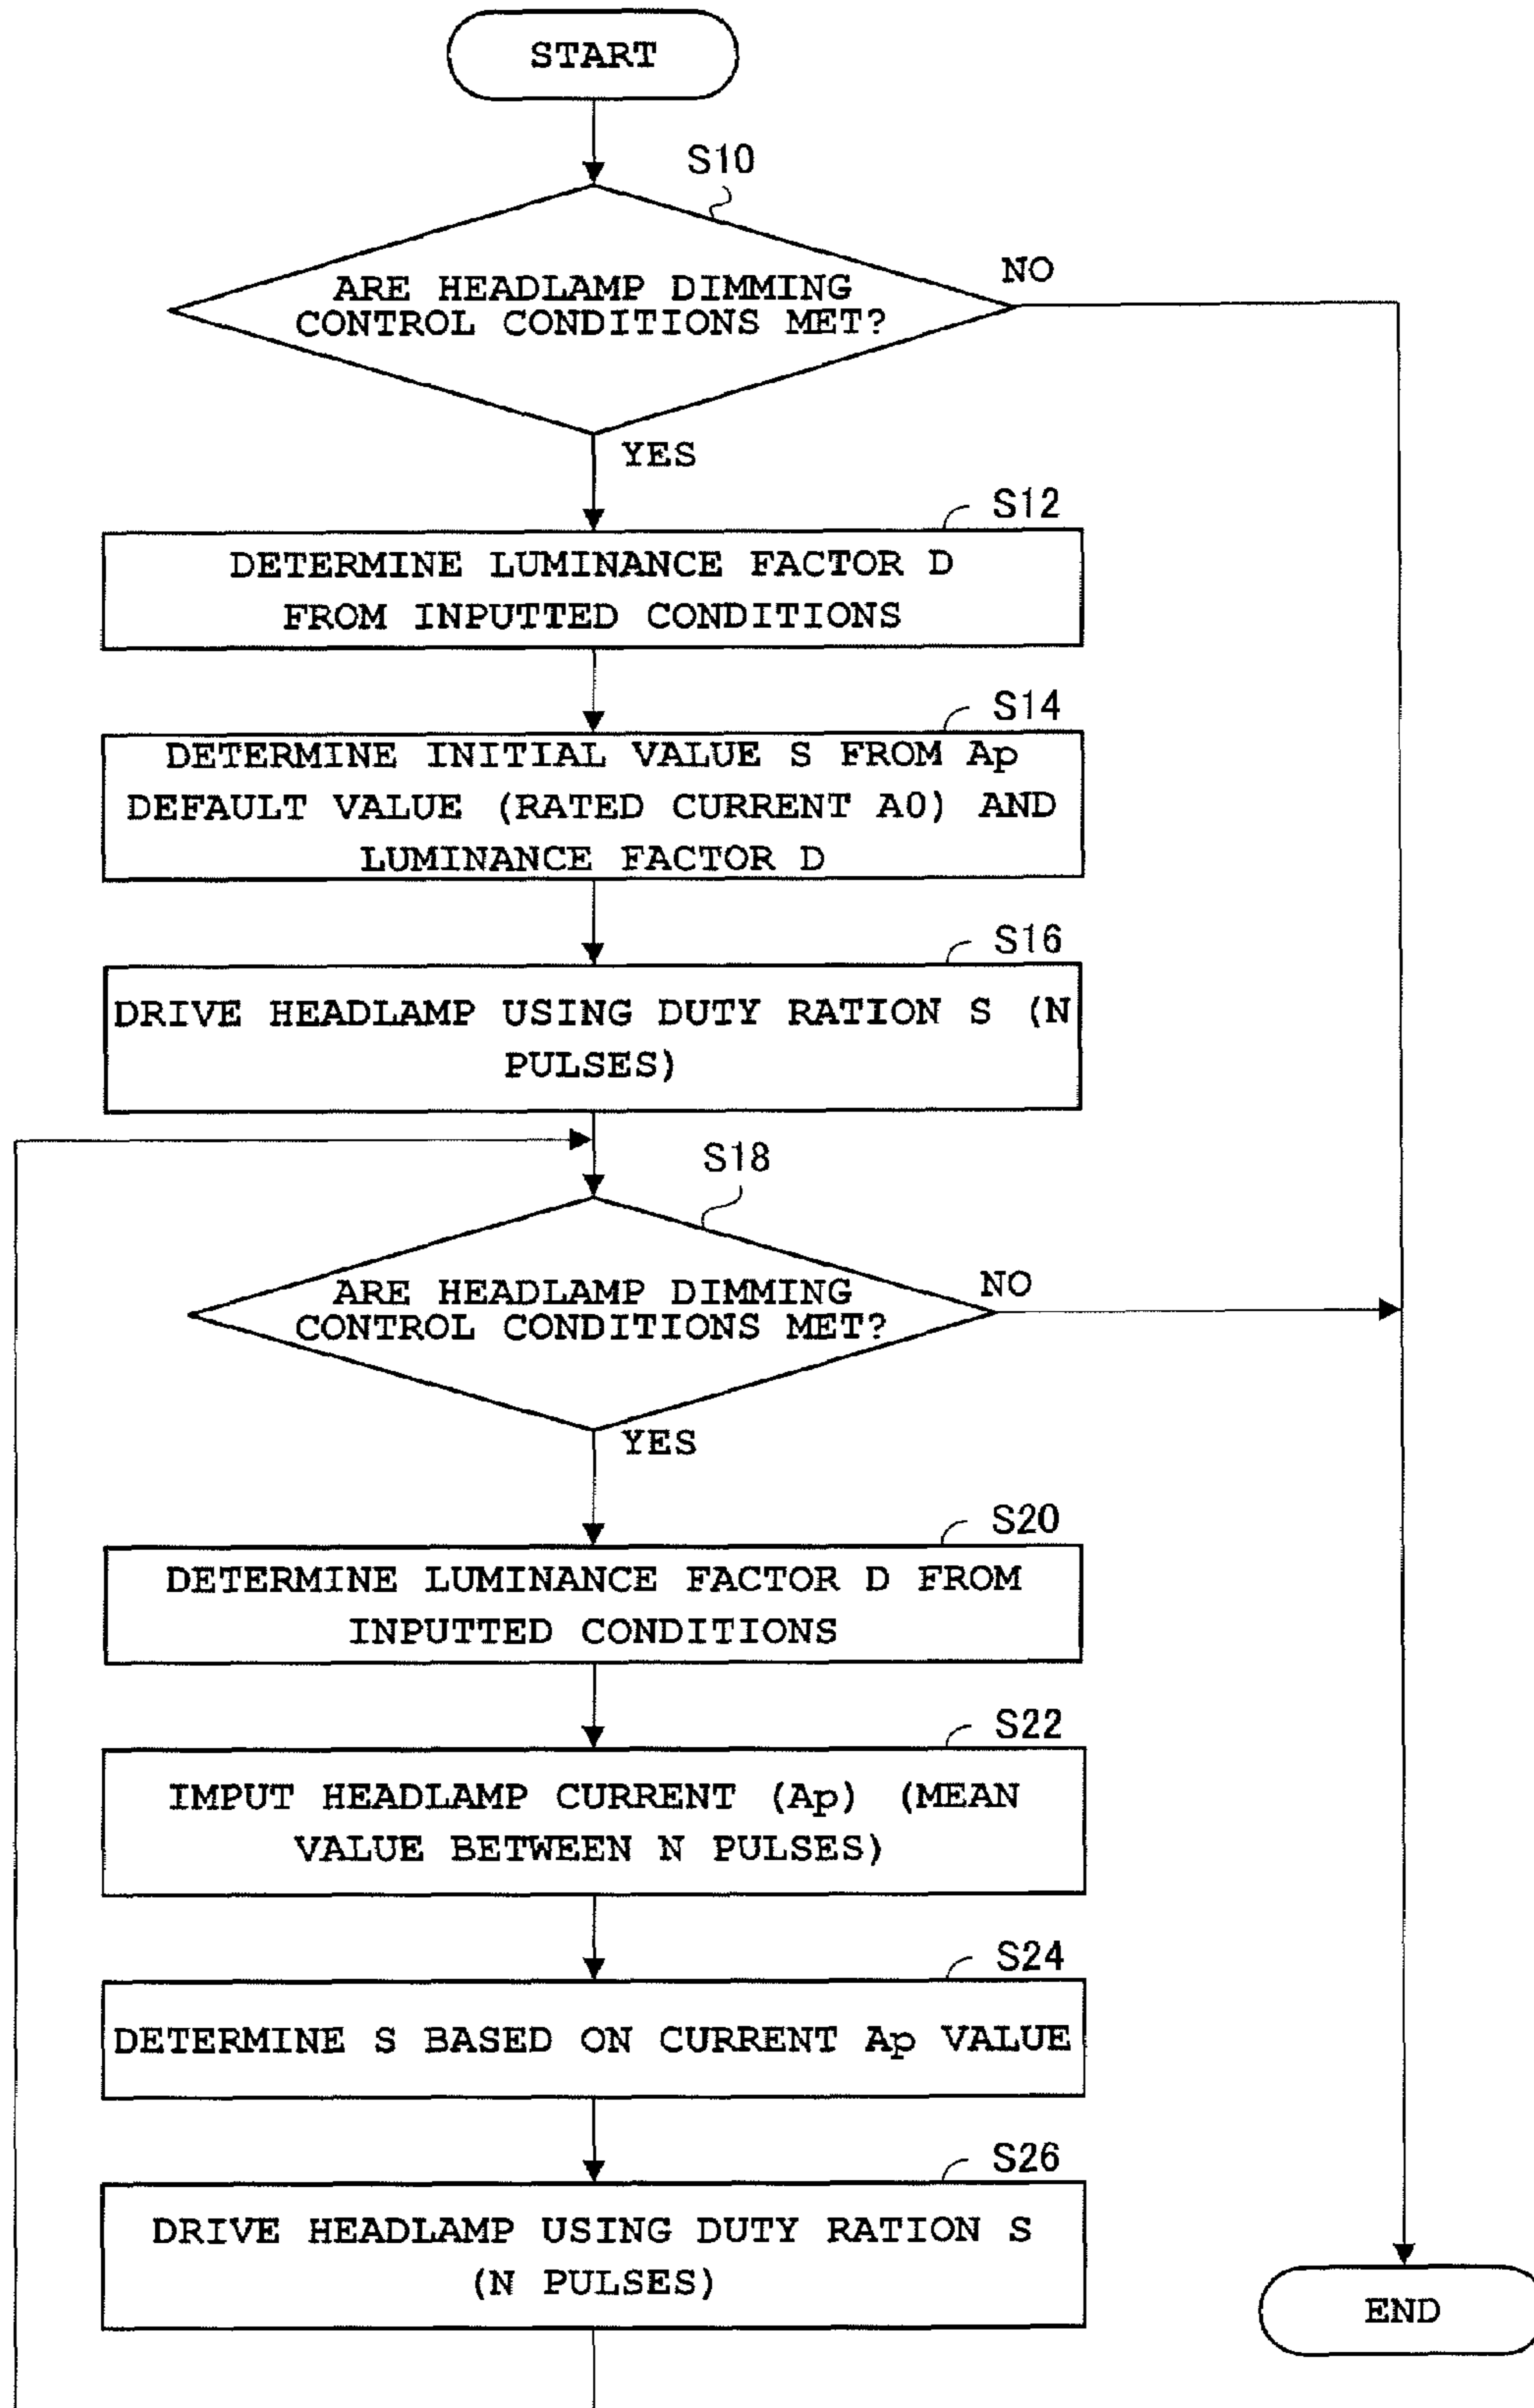 START
S10
ARE HEADLAMP DIMMING
CONTROL CONDITIONS MET?
NO
YES
S12
DETERMINE LUMINANCE FACTOR D
FROM INPUTTED CONDITIONS
S14
DETERMINE INITIAL VALUE S FROM Ap
DEFAULT VALUE (RATED CURRENT A0) AND
LUMINANCE FACTOR D
S16
DRIVE HEADLAMP USING DUTY RATION S (N
PULSES)
S18
ARE HEADLAMP DIMMING
CONTROL CONDITIONS MET?
NO
YES
S20
DETERMINE LUMINANCE FACTOR D FROM
INPUTTED CONDITIONS
S22
IMPUT HEADLAMP CURRENT (Ap) (MEAN
VALUE BETWEEN N PULSES)
S24
DETERMINE S BASED ON CURRENT Ap VALUE
S26
DRIVE HEADLAMP USING DUTY RATION S
(N PULSES)
END